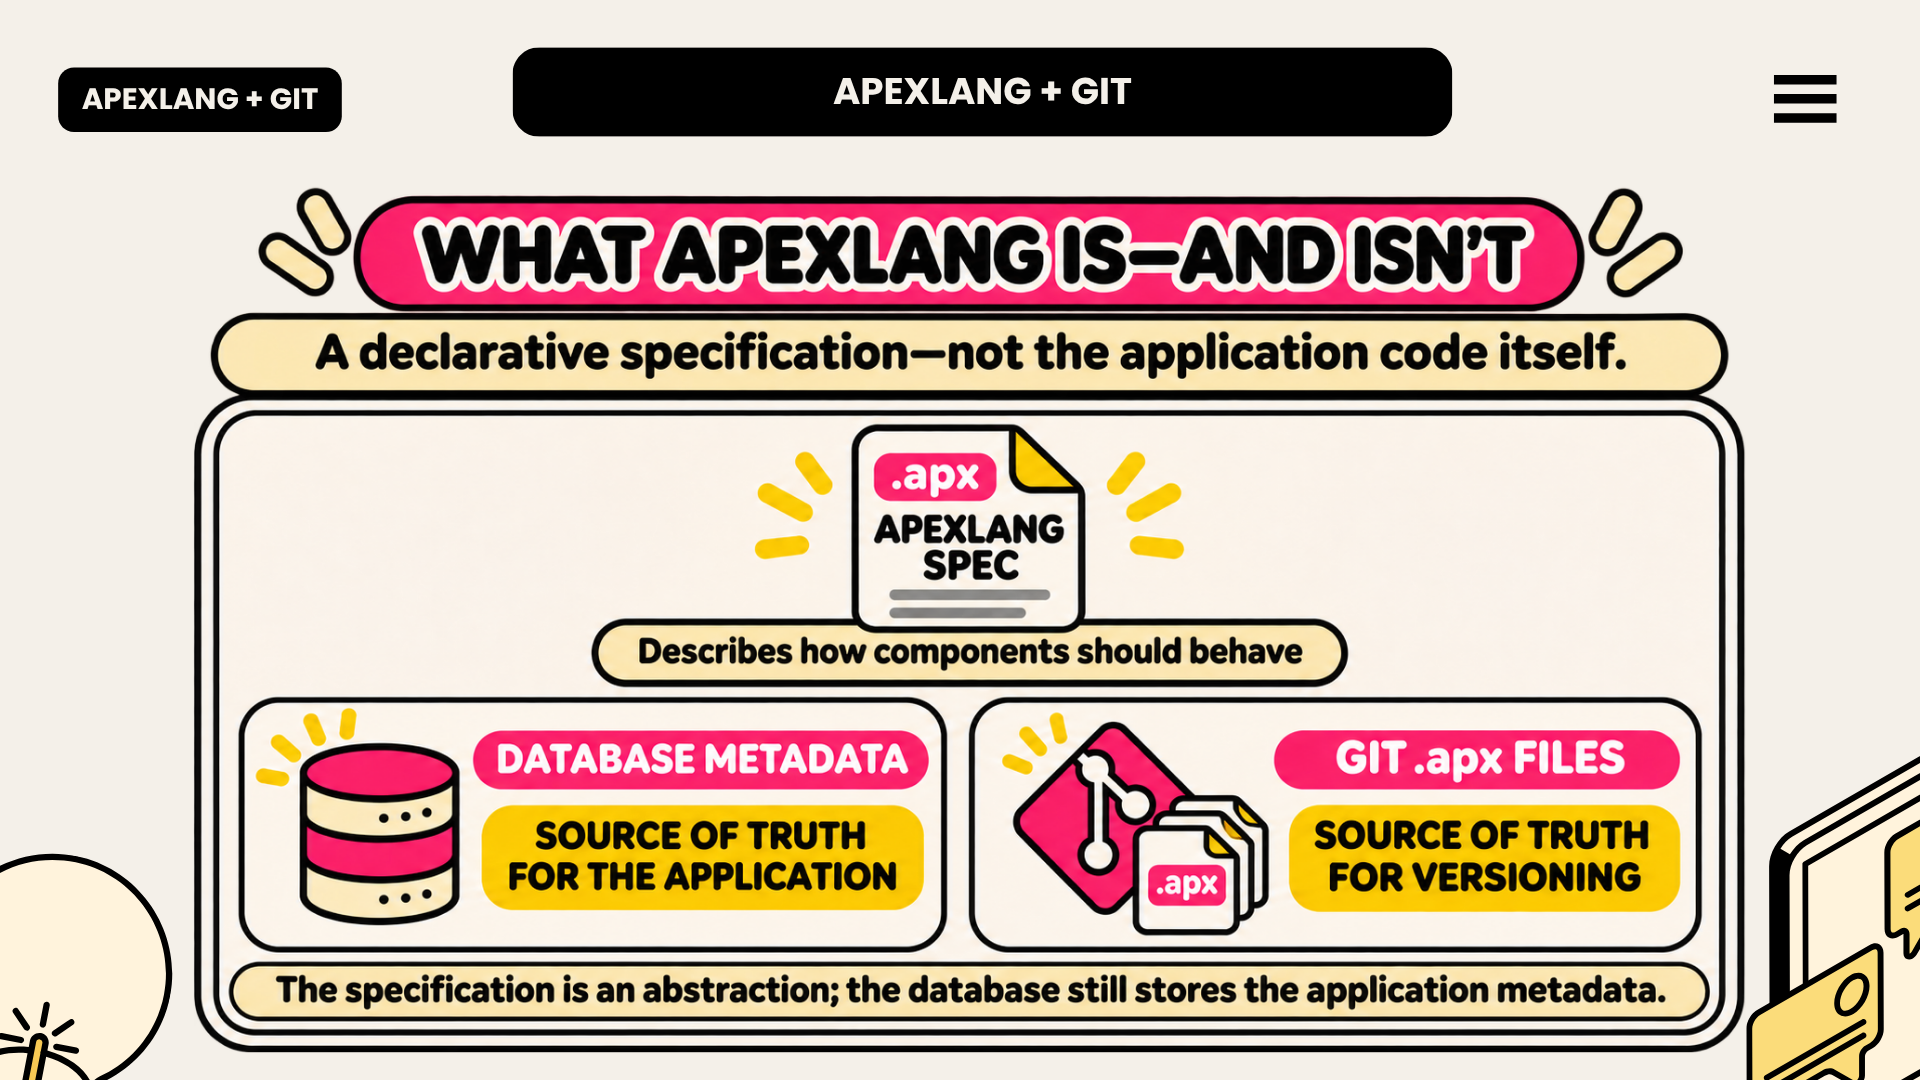 APEXLANG + GIT
APEXLANG + GIT
WHAT APEXLANG IS—AND ISN’T
A declarative specification—not the application code itself.
.apx
APEXLANG
SPEC
Describes how components should behave
DATABASE METADATA
SOURCE OF TRUTH
FOR THE APPLICATION
GIT .apx FILES
SOURCE OF TRUTH
FOR VERSIONING
.apx
The specification is an abstraction; the database still stores the application metadata.